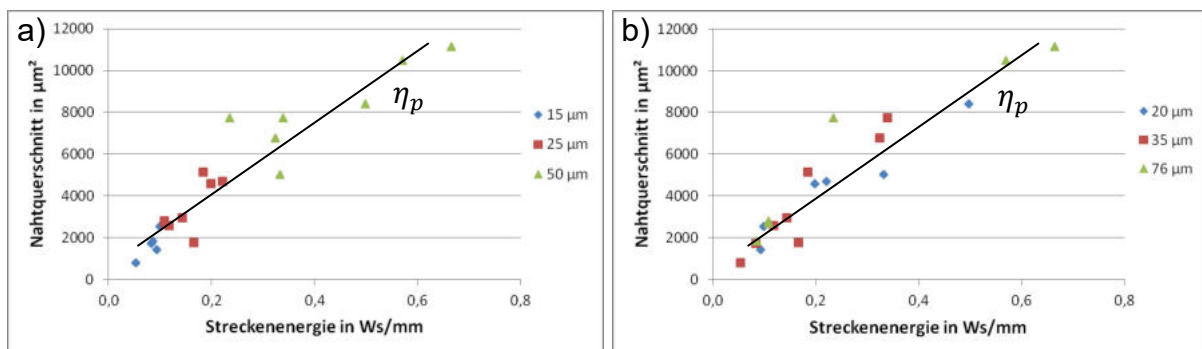 a)
12000
10000
8000
6000
4000
2000
0
Nahtquerschnitt in µm²
0,0 0,2 0,4 0,6 0,8
Streckenenergie in Ws/mm
ηp
15 µm
25 µm
50 µm
b)
12000
10000
8000
6000
4000
2000
0
Nahtquerschnitt in µm²
0,0 0,2 0,4 0,6 0,8
Streckenenergie in Ws/mm
ηp
20 µm
35 µm
76 µm